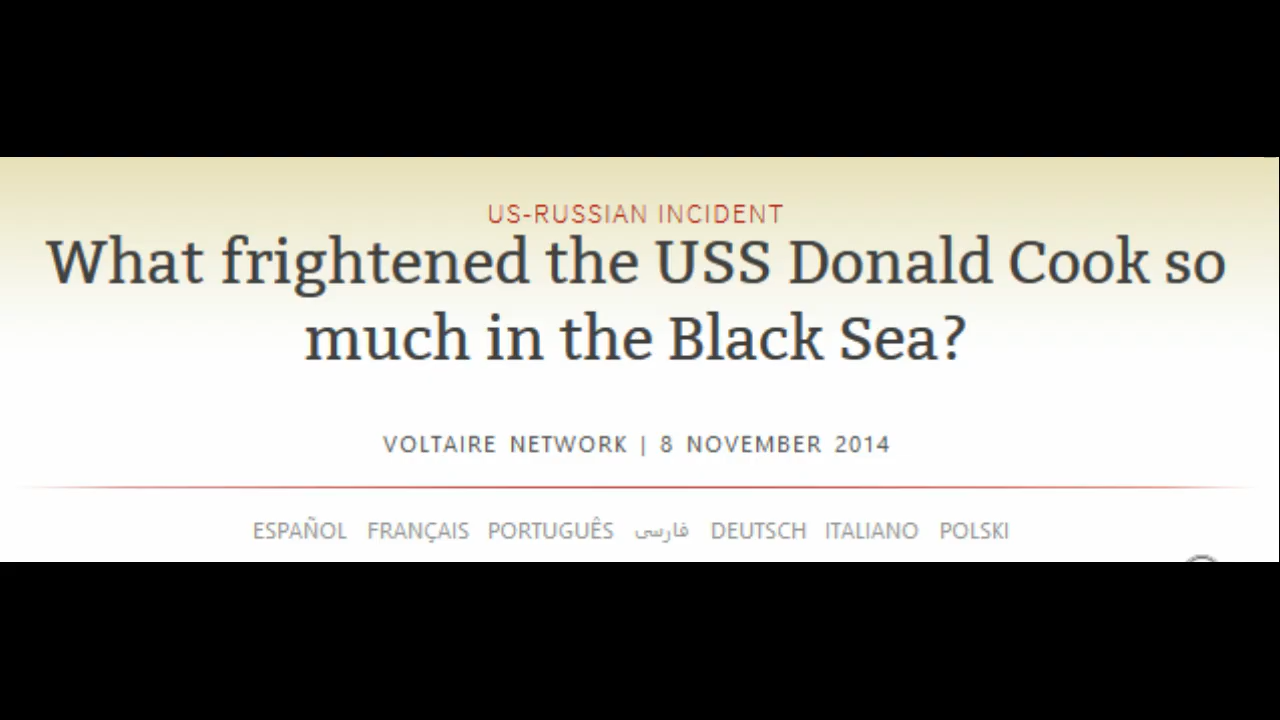 US-RUSSIAN INCIDENT
What frightened the USS Donald Cook so
much in the Black Sea?
VOLTAIRE NETWORK | 8 NOVEMBER 2014
ESPAÑOL FRANÇAIS PORTUGUÊS فارسى DEUTSCH ITALIANO POLSKI